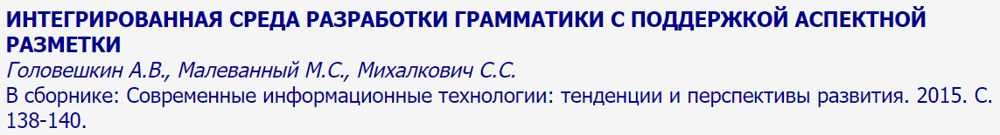 ИНТЕГРИРОВАННАЯ СРЕДА РАЗРАБОТКИ ГРАММАТИКИ С ПОДДЕРЖКОЙ АСПЕКТНОЙ
РАЗМЕТКИ
Головешкин А.В., Малеванный М.С., Михалкович С.С.
В сборнике: Современные информационные технологии: тенденции и перспективы развития. 2015. С.
138-140.